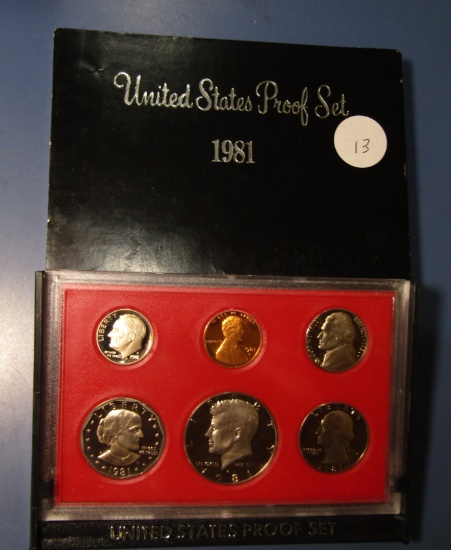 United States Proof Set
1981
13
LIBERTY
LIBERTY
1981
UNITED STATES PROOF SET